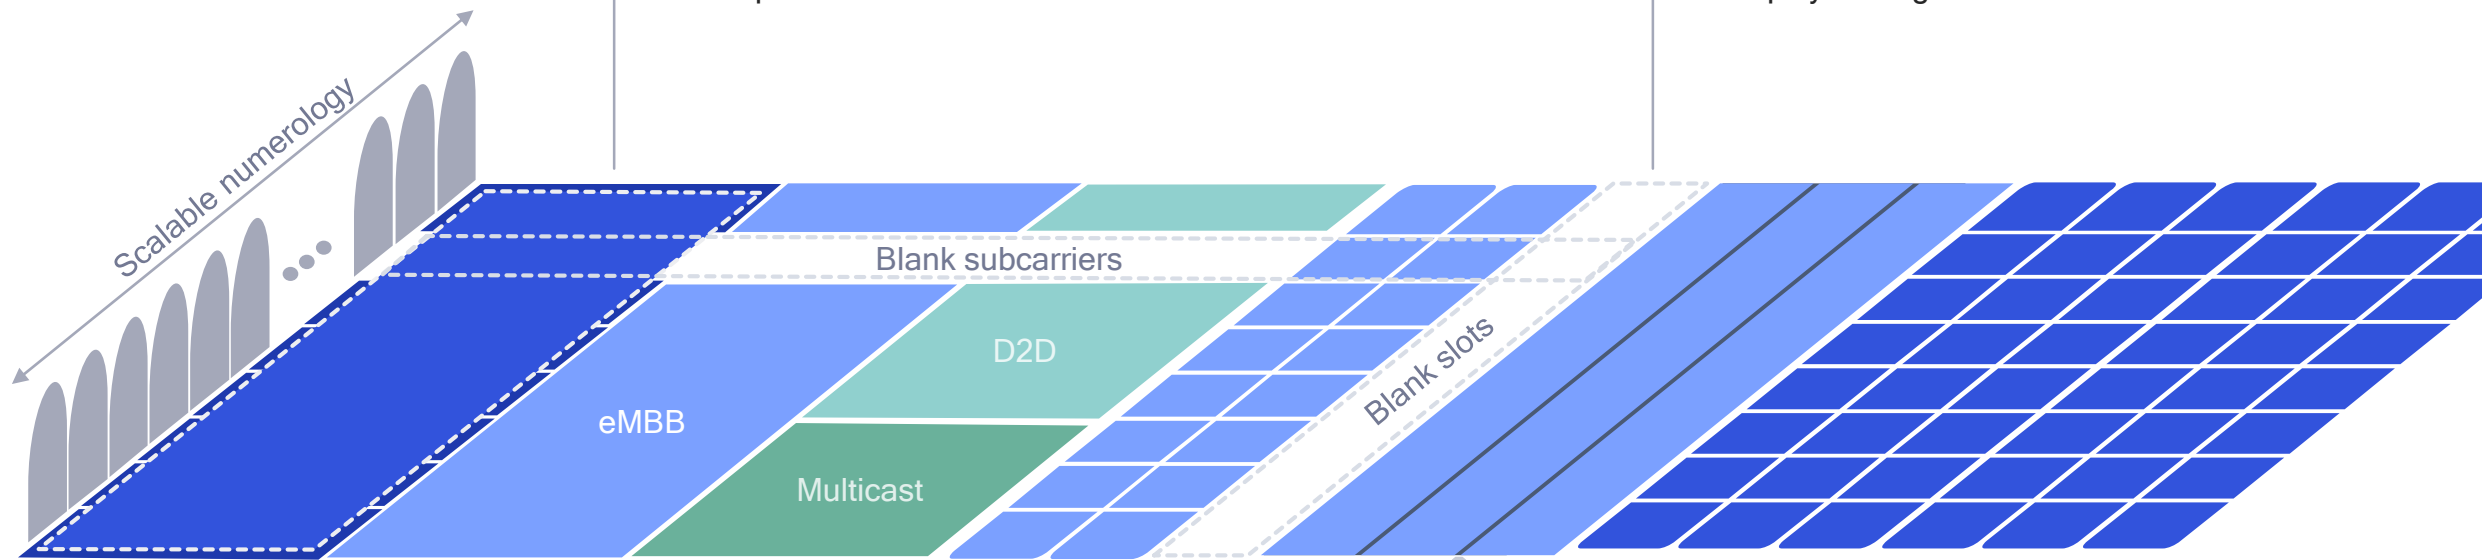 Scalable numerology
Blank subcarriers
D2D
Blank slots
eMBB
Multicast